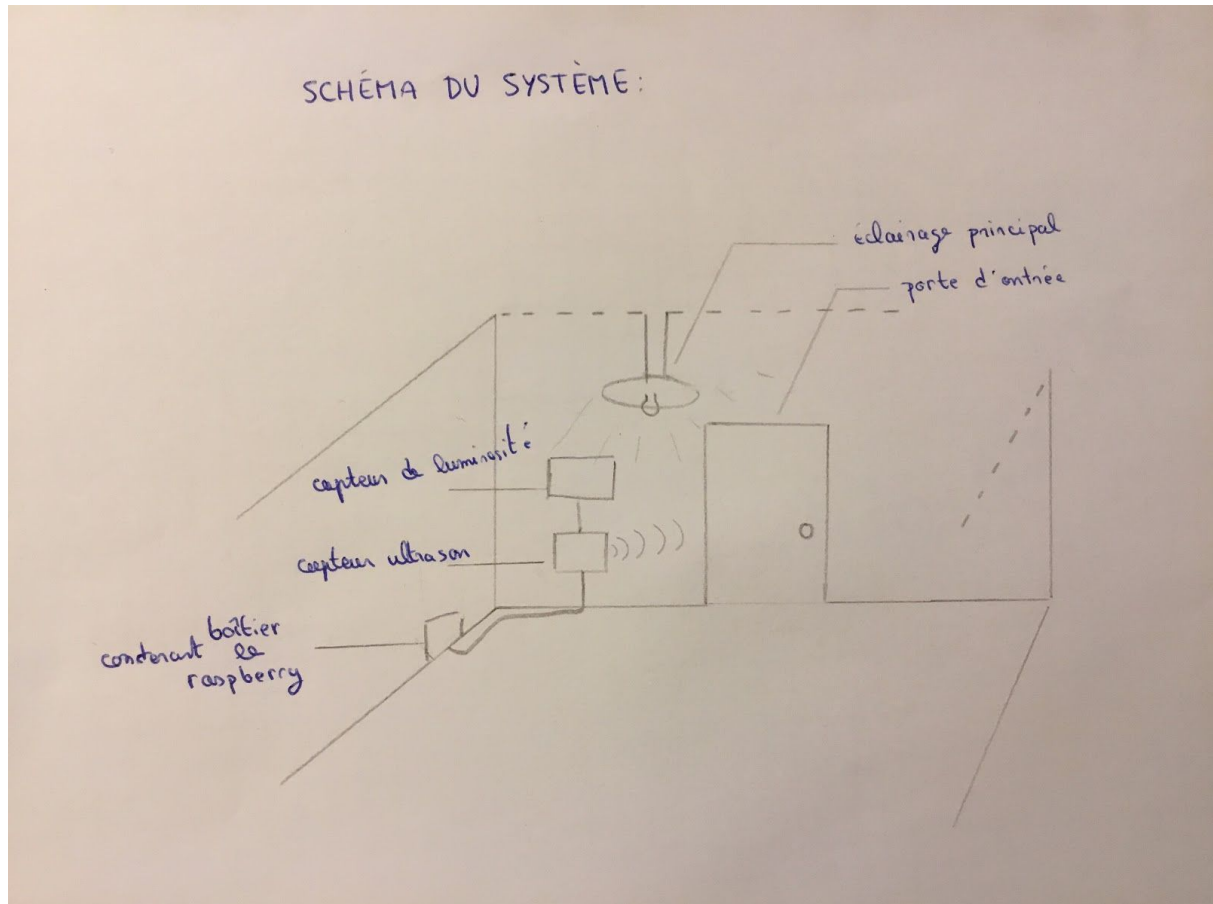 SCHÉMA DU SYSTÈME:
éclairage principal
porte d'entrée
capteur de luminosité
capteur ultrason
boîtier
contenant le
raspberry